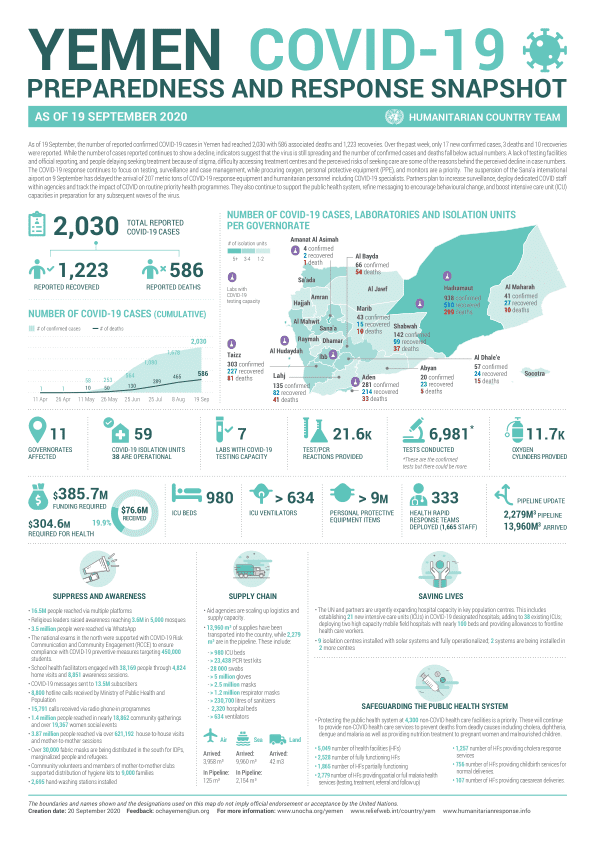 YEMEN COVID-19
PREPAREDNESS AND RESPONSE SNAPSHOT
AS OF 19 SEPTEMBER 2020
HUMANITARIAN COUNTRY TEAM
As of 19 September, the number of reported confirmed COVID-19 cases in Yemen had reached 2,030 with 586 associated deaths and 1,223 recoveries. Over the past week, only 17 new confirmed cases, 3 deaths and 10 recoveries
were reported. While the number of cases reported continues to show a decline, indicators suggest that the virus is still spreading and the number of confirmed cases and deaths fall below actual numbers. A lack of testing facilities
and official reporting, and people delaying seeking treatment because of stigma, difficulty accessing treatment centres and the perceived risks of seeking care are some of the reasons behind the perceived decline in case numbers.
The COVID-19 response continues to focus on testing, surveillance and case management, while procuring oxygen, personal protective equipment (PPE), and monitors are a priority. The suspension of the Sana'a international
airport on 9 September has delayed the arrival of 207 metric tons of COVID-19 response equipment and humanitarian personnel including COVID-19 specialists. Partners plan to increase surveillance, deploy dedicated COVID staff
within agencies and track the impact of COVID on routine priority health programmes. They also continue to support the public health system, refine messaging to encourage behavioural change, and boost intensive care unit (ICU)
capacities in preparation for any subsequent waves of the virus.
2,030 TOTAL REPORTED
COVID-19 CASES
1,223
REPORTED RECOVERED
586
REPORTED DEATHS
NUMBER OF COVID-19 CASES (CUMULATIVE)
# of confirmed cases
# of deaths
2,030
1,678
1,080
564
253
38
1
1
10
50
130
389
465
586
11 Apr
26 Apr
11 May
26 May
25 Jun
25 Jul
8 Aug
19 Sep
NUMBER OF COVID-19 CASES, LABORATORIES AND ISOLATION UNITS
PER GOVERNORATE
# of isolation units
5+ 3-4 1-2
Labs with
COVID-19
testing capacity
Amanat Al Asimah
4 confirmed
2 recovered
1 death
Al Bayda
66 confirmed
54 deaths
Sa'ada
Al Jawf
Amran
Hajjah
Al Mahwit
Sana'a
Raymah
Dhamar
Al Hudaydah
Ibb
Marib
43 confirmed
15 recovered
10 deaths
Shabwah
142 confirmed
99 recovered
37 deaths
Hadramaut
938 confirmed
510 recovered
299 deaths
Al Maharah
41 confirmed
27 recovered
10 deaths
Taizz
303 confirmed
227 recovered
81 deaths
Lahj
135 confirmed
82 recovered
41 deaths
Aden
281 confirmed
214 recovered
33 deaths
Abyan
20 confirmed
23 recovered
5 deaths
Al Dhale'e
57 confirmed
24 recovered
15 deaths
Socotra
11
GOVERNORATES
AFFECTED
59
COVID-19 ISOLATION UNITS
38 ARE OPERATIONAL
7
LABS WITH COVID-19
TESTING CAPACITY
21.6K
TEST/PCR
REACTIONS PROVIDED
6,981*
TESTS CONDUCTED
*These are the confirmed
tests but there could be more
11.7K
OXYGEN
CYLINDERS PROVIDED
$385.7M
FUNDING REQUIRED
$304.6M
REQUIRED FOR HEALTH
19.9%
$76.6M
RECEIVED
980
ICU BEDS
> 634
ICU VENTILATORS
> 9M
PERSONAL PROTECTIVE
EQUIPMENT ITEMS
333
HEALTH RAPID
RESPONSE TEAMS
DEPLOYED (1,665 STAFF)
PIPELINE UPDATE
2,279M³ PIPELINE
13,960M³ ARRIVED
SUPPRESS AND AWARENESS
• 16.5M people reached via multiple platforms
• Religious leaders raised awareness reaching 3.6M in 5,000 mosques
• 3.5 million people were reached via WhatsApp
• The national exams in the north were supported with COVID-19 Risk
Communication and Community Engagement (RCCE) to ensure
compliance with COVID-19 preventive measures targeting 450,000
students.
• School health facilitators engaged with 38,169 people through 4,824
home visits and 8,851 awareness sessions.
• COVID-19 messages sent to 13.5M subscribers
• 8,800 hotline calls received by Ministry of Public Health and
Population
• 15,791 calls received via radio phone-in programmes
• 1.4 million people reached in nearly 18,862 community gatherings
and over 19,367 women social events
• 3.87 million people reached via over 621,192 house-to-house visits
and mother-to-mother sessions.
• Over 30,000 fabric masks are being distributed in the south for IDPs,
marginalized people and refugees.
• Community volunteers and members of mother-to-mother clubs
supported distribution of hygiene kits to 5,000 families
• 2,695 hand-washing stations installed
SUPPLY CHAIN
• Aid agencies are scaling up logistics and
supply capacity.
• 13,960 m³ of supplies have been
transported into the country, while 2,279
m³ is in the pipeline. These include:
• > 980 ICU beds
• > 23,438 PCR test kits
• 28 000 swabs
• > 5 million gloves
• > 2.5 million masks
• > 1.2 million respirator masks
• > 230,700 litres of sanitizers
• 2,320 hospital beds
• > 634 ventilators
Air
Sea
Land
Arrived:
3,958 m³
Arrived:
9,960 m³
Arrived:
42 m3
In Pipeline:
125 m³
In Pipeline:
2,154 m³
SAVING LIVES
• The UN and partners are urgently expanding hospital capacity in key population centres. This includes
establishing 21 new intensive care units (ICUs) in COVID-19 designated hospitals, adding to 38 existing ICUs,
deploying two high capacity mobile field hospitals with nearly 100 beds and providing allowances to frontline
health care workers.
• 9 isolation centres installed with solar systems and fully operationalized, 2 systems are being installed in
2 more centres
SAFEGUARDING THE PUBLIC HEALTH SYSTEM
• Protecting the public health system at 4,300 non-COVID health care facilities is a priority. These will continue
to provide non-COVID health care services to prevent deaths from deadly diseases including cholera, diphtheria,
dengue and malaria as well as providing nutrition treatment to pregnant women and malnourished children.
• 5,049 number of health facilities (HFs)
• 2,528 number of fully functioning HFs
• 1,865 number of HFs partially functioning
• 2,779 number of HFs providing partial or full malaria health
services (testing, treatment, referral and follow up)
• 1,257 number of HFs providing cholera response
services
• 756 number of HFs providing childbirth services for
normal deliveries.
• 107 number of HFs providing caesarean deliveries.
The boundaries and names shown and the designations used on this map do not imply official endorsement or acceptance by the United Nations.
Creation date: 20 September 2020 Feedback: ochayemen@un.org For more information: www.unocha.org/yemen www.reliefweb.int/country/yem www.humanitarianresponse.info